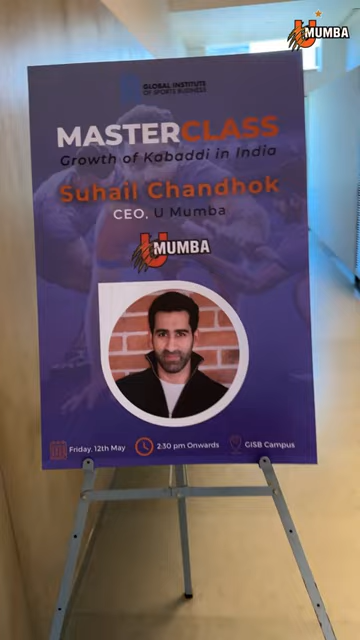 U MUMBA
GLOBAL INSTITUTE
OF SPORTS BUSINESS
MASTERCLASS
Growth of Kabaddi in India
Suhail Chandhok
CEO, U Mumba
U MUMBA
Friday, 12th May
2:30 pm Onwards
GISB Campus